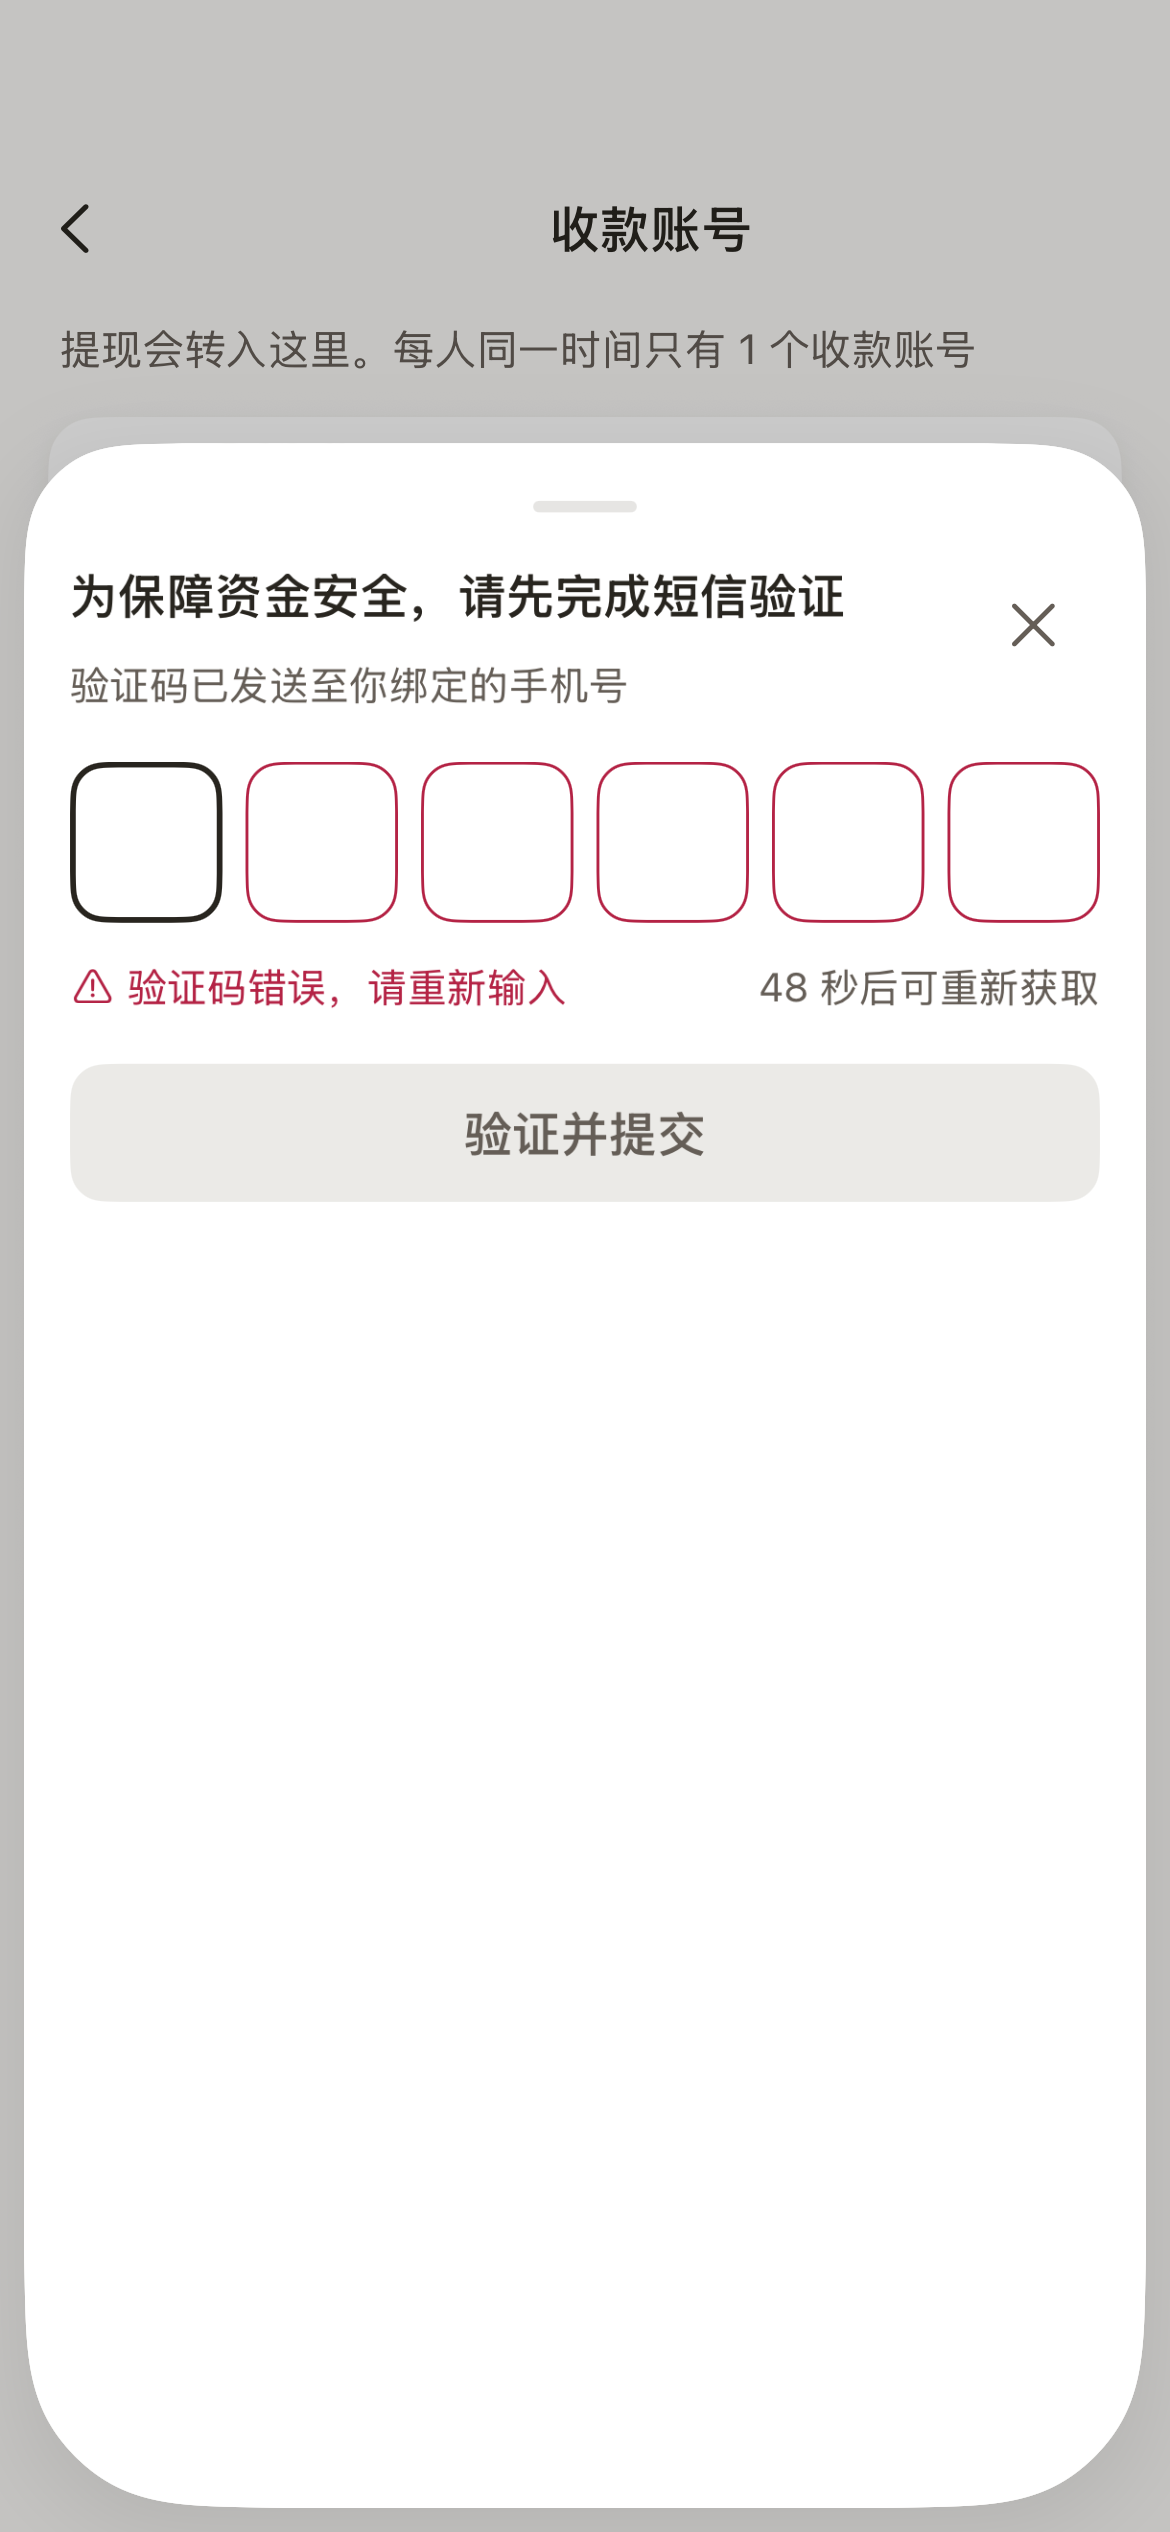 收款账号
提现会转入这里。每人同一时间只有 1 个收款账号
为保障资金安全，请先完成短信验证
验证码已发送至你绑定的手机号
验证码错误，请重新输入
48 秒后可重新获取
验证并提交